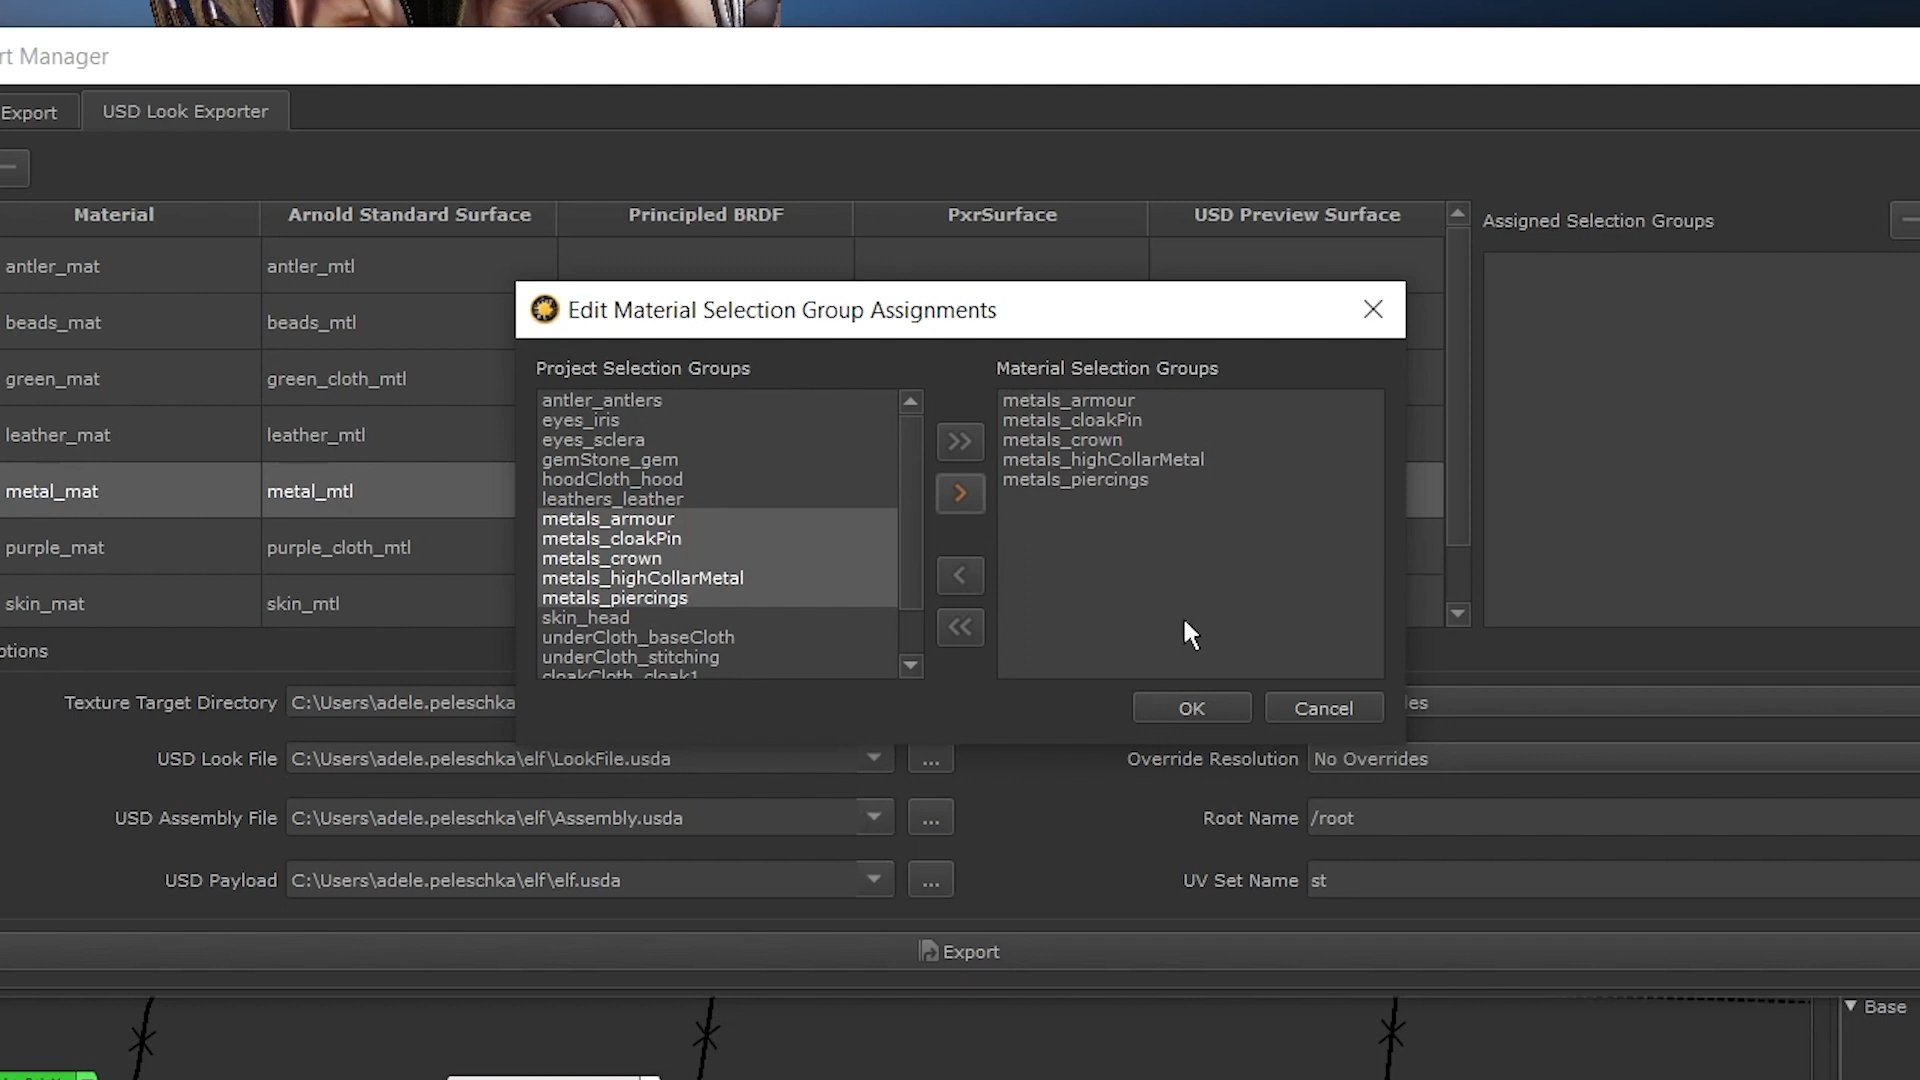 rt Manager
Export
USD Look Exporter
Material
Arnold Standard Surface
Principled BRDF
PxrSurface
USD Preview Surface
Assigned Selection Groups
antler_mat
antler_mtl
beads_mat
beads_mtl
green_mat
green_cloth_mtl
leather_mat
leather_mtl
metal_mat
metal_mtl
purple_mat
purple_cloth_mtl
skin_mat
skin_mtl
Edit Material Selection Group Assignments
Project Selection Groups
antler_antlers
eyes_iris
eyes_sclera
gemStone_gem
hoodCloth_hood
leathers_leather
metals_armour
metals_cloakPin
metals_crown
metals_highCollarMetal
metals_piercings
skin_head
underCloth_baseCloth
underCloth_stitching
cloakCloth_cloak1
Material Selection Groups
metals_armour
metals_cloakPin
metals_crown
metals_highCollarMetal
metals_piercings
OK
Cancel
otions
Texture Target Directory
C:\Users\adele.peleschka
les
USD Look File
C:\Users\adele.peleschka\elf\LookFile.usda
...
Override Resolution
No Overrides
USD Assembly File
C:\Users\adele.peleschka\elf\Assembly.usda
...
Root Name
/root
USD Payload
C:\Users\adele.peleschka\elf\elf.usda
...
UV Set Name
st
Export
Base